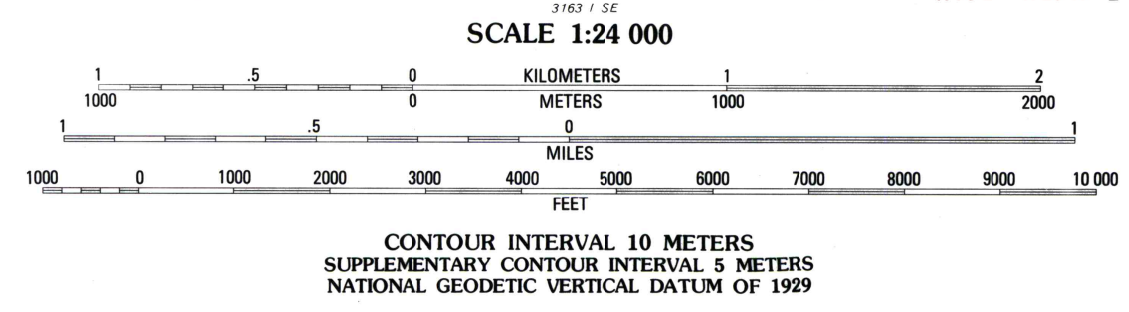 3163 I SE
SCALE 1:24 000
1 .5 0 KILOMETERS 1 2
1000 0 METERS 1000 2000
1 .5 0 1
MILES
1000 0 1000 2000 3000 4000 5000 6000 7000 8000 9000 10 000
FEET
CONTOUR INTERVAL 10 METERS
SUPPLEMENTARY CONTOUR INTERVAL 5 METERS
NATIONAL GEODETIC VERTICAL DATUM OF 1929